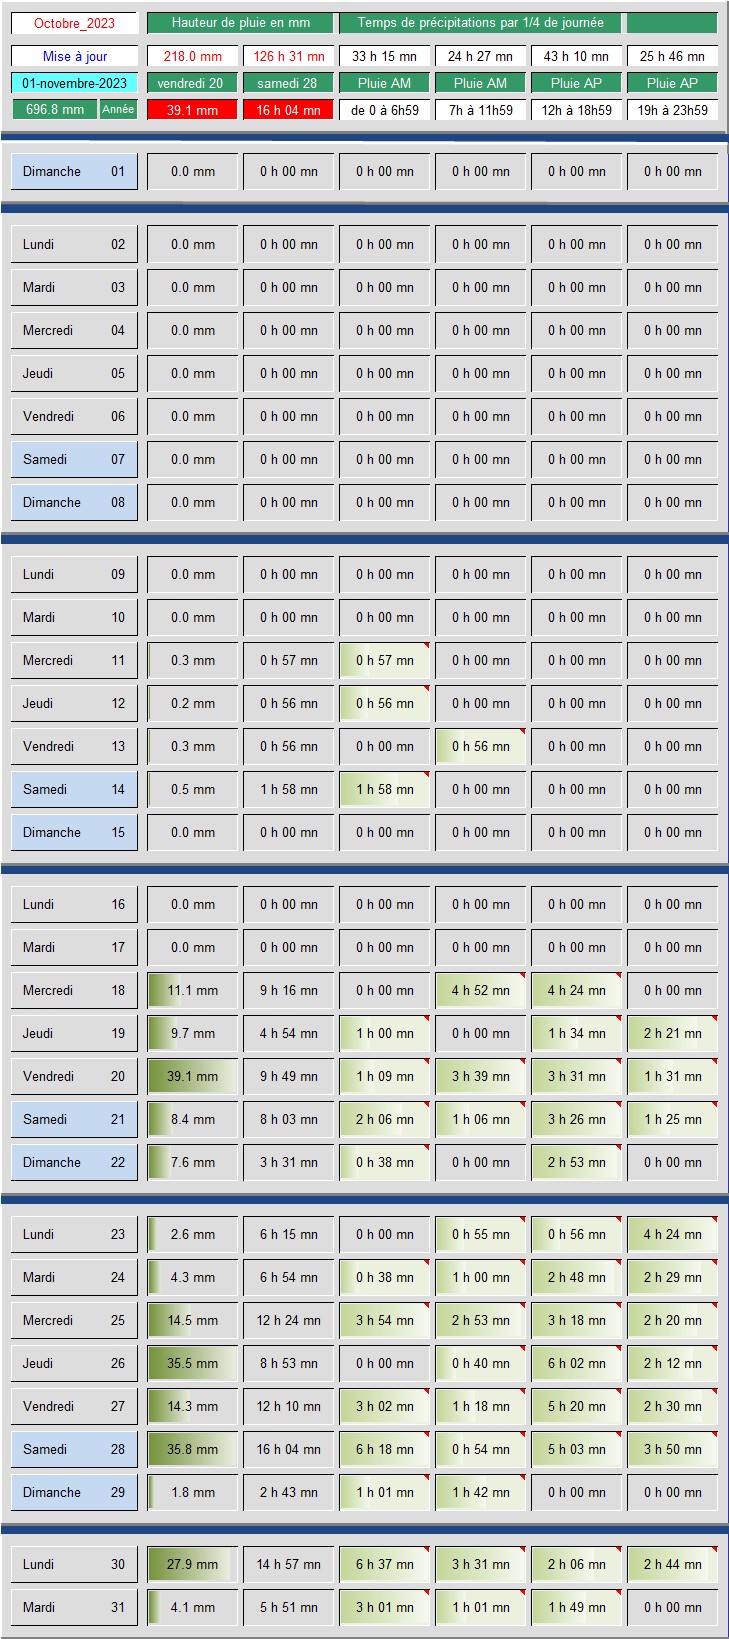 Octobre_2023 Hauteur de pluie en mm Temps de précipitations par 1/4 de journée
Mise à jour 218.0 mm 126 h 31 mn 33 h 15 mn 24 h 27 mn 43 h 10 mn 25 h 46 mn
01-novembre-2023 vendredi 20 samedi 28 Pluie AM Pluie AM Pluie AP Pluie AP
696.8 mm Année 39.1 mm 16 h 04 mn de 0 à 6h59 7h à 11h59 12h à 18h59 19h à 23h59
Dimanche 01 0.0 mm 0 h 00 mn 0 h 00 mn 0 h 00 mn 0 h 00 mn 0 h 00 mn
Lundi 02 0.0 mm 0 h 00 mn 0 h 00 mn 0 h 00 mn 0 h 00 mn 0 h 00 mn
Mardi 03 0.0 mm 0 h 00 mn 0 h 00 mn 0 h 00 mn 0 h 00 mn 0 h 00 mn
Mercredi 04 0.0 mm 0 h 00 mn 0 h 00 mn 0 h 00 mn 0 h 00 mn 0 h 00 mn
Jeudi 05 0.0 mm 0 h 00 mn 0 h 00 mn 0 h 00 mn 0 h 00 mn 0 h 00 mn
Vendredi 06 0.0 mm 0 h 00 mn 0 h 00 mn 0 h 00 mn 0 h 00 mn 0 h 00 mn
Samedi 07 0.0 mm 0 h 00 mn 0 h 00 mn 0 h 00 mn 0 h 00 mn 0 h 00 mn
Dimanche 08 0.0 mm 0 h 00 mn 0 h 00 mn 0 h 00 mn 0 h 00 mn 0 h 00 mn
Lundi 09 0.0 mm 0 h 00 mn 0 h 00 mn 0 h 00 mn 0 h 00 mn 0 h 00 mn
Mardi 10 0.0 mm 0 h 00 mn 0 h 00 mn 0 h 00 mn 0 h 00 mn 0 h 00 mn
Mercredi 11 0.3 mm 0 h 57 mn 0 h 57 mn 0 h 00 mn 0 h 00 mn 0 h 00 mn
Jeudi 12 0.2 mm 0 h 56 mn 0 h 56 mn 0 h 00 mn 0 h 00 mn 0 h 00 mn
Vendredi 13 0.3 mm 0 h 56 mn 0 h 00 mn 0 h 56 mn 0 h 00 mn 0 h 00 mn
Samedi 14 0.5 mm 1 h 58 mn 1 h 58 mn 0 h 00 mn 0 h 00 mn 0 h 00 mn
Dimanche 15 0.0 mm 0 h 00 mn 0 h 00 mn 0 h 00 mn 0 h 00 mn 0 h 00 mn
Lundi 16 0.0 mm 0 h 00 mn 0 h 00 mn 0 h 00 mn 0 h 00 mn 0 h 00 mn
Mardi 17 0.0 mm 0 h 00 mn 0 h 00 mn 0 h 00 mn 0 h 00 mn 0 h 00 mn
Mercredi 18 11.1 mm 9 h 16 mn 0 h 00 mn 4 h 52 mn 4 h 24 mn 0 h 00 mn
Jeudi 19 9.7 mm 4 h 54 mn 1 h 00 mn 0 h 00 mn 1 h 34 mn 2 h 21 mn
Vendredi 20 39.1 mm 9 h 49 mn 1 h 09 mn 3 h 39 mn 3 h 31 mn 1 h 31 mn
Samedi 21 8.4 mm 8 h 03 mn 2 h 06 mn 1 h 06 mn 3 h 26 mn 1 h 25 mn
Dimanche 22 7.6 mm 3 h 31 mn 0 h 38 mn 0 h 00 mn 2 h 53 mn 0 h 00 mn
Lundi 23 2.6 mm 6 h 15 mn 0 h 00 mn 0 h 55 mn 0 h 56 mn 4 h 24 mn
Mardi 24 4.3 mm 6 h 54 mn 0 h 38 mn 1 h 00 mn 2 h 48 mn 2 h 29 mn
Mercredi 25 14.5 mm 12 h 24 mn 3 h 54 mn 2 h 53 mn 3 h 18 mn 2 h 20 mn
Jeudi 26 35.5 mm 8 h 53 mn 0 h 00 mn 0 h 40 mn 6 h 02 mn 2 h 12 mn
Vendredi 27 14.3 mm 12 h 10 mn 3 h 02 mn 1 h 18 mn 5 h 20 mn 2 h 30 mn
Samedi 28 35.8 mm 16 h 04 mn 6 h 18 mn 0 h 54 mn 5 h 03 mn 3 h 50 mn
Dimanche 29 1.8 mm 2 h 43 mn 1 h 01 mn 1 h 42 mn 0 h 00 mn 0 h 00 mn
Lundi 30 27.9 mm 14 h 57 mn 6 h 37 mn 3 h 31 mn 2 h 06 mn 2 h 44 mn
Mardi 31 4.1 mm 5 h 51 mn 3 h 01 mn 1 h 01 mn 1 h 49 mn 0 h 00 mn